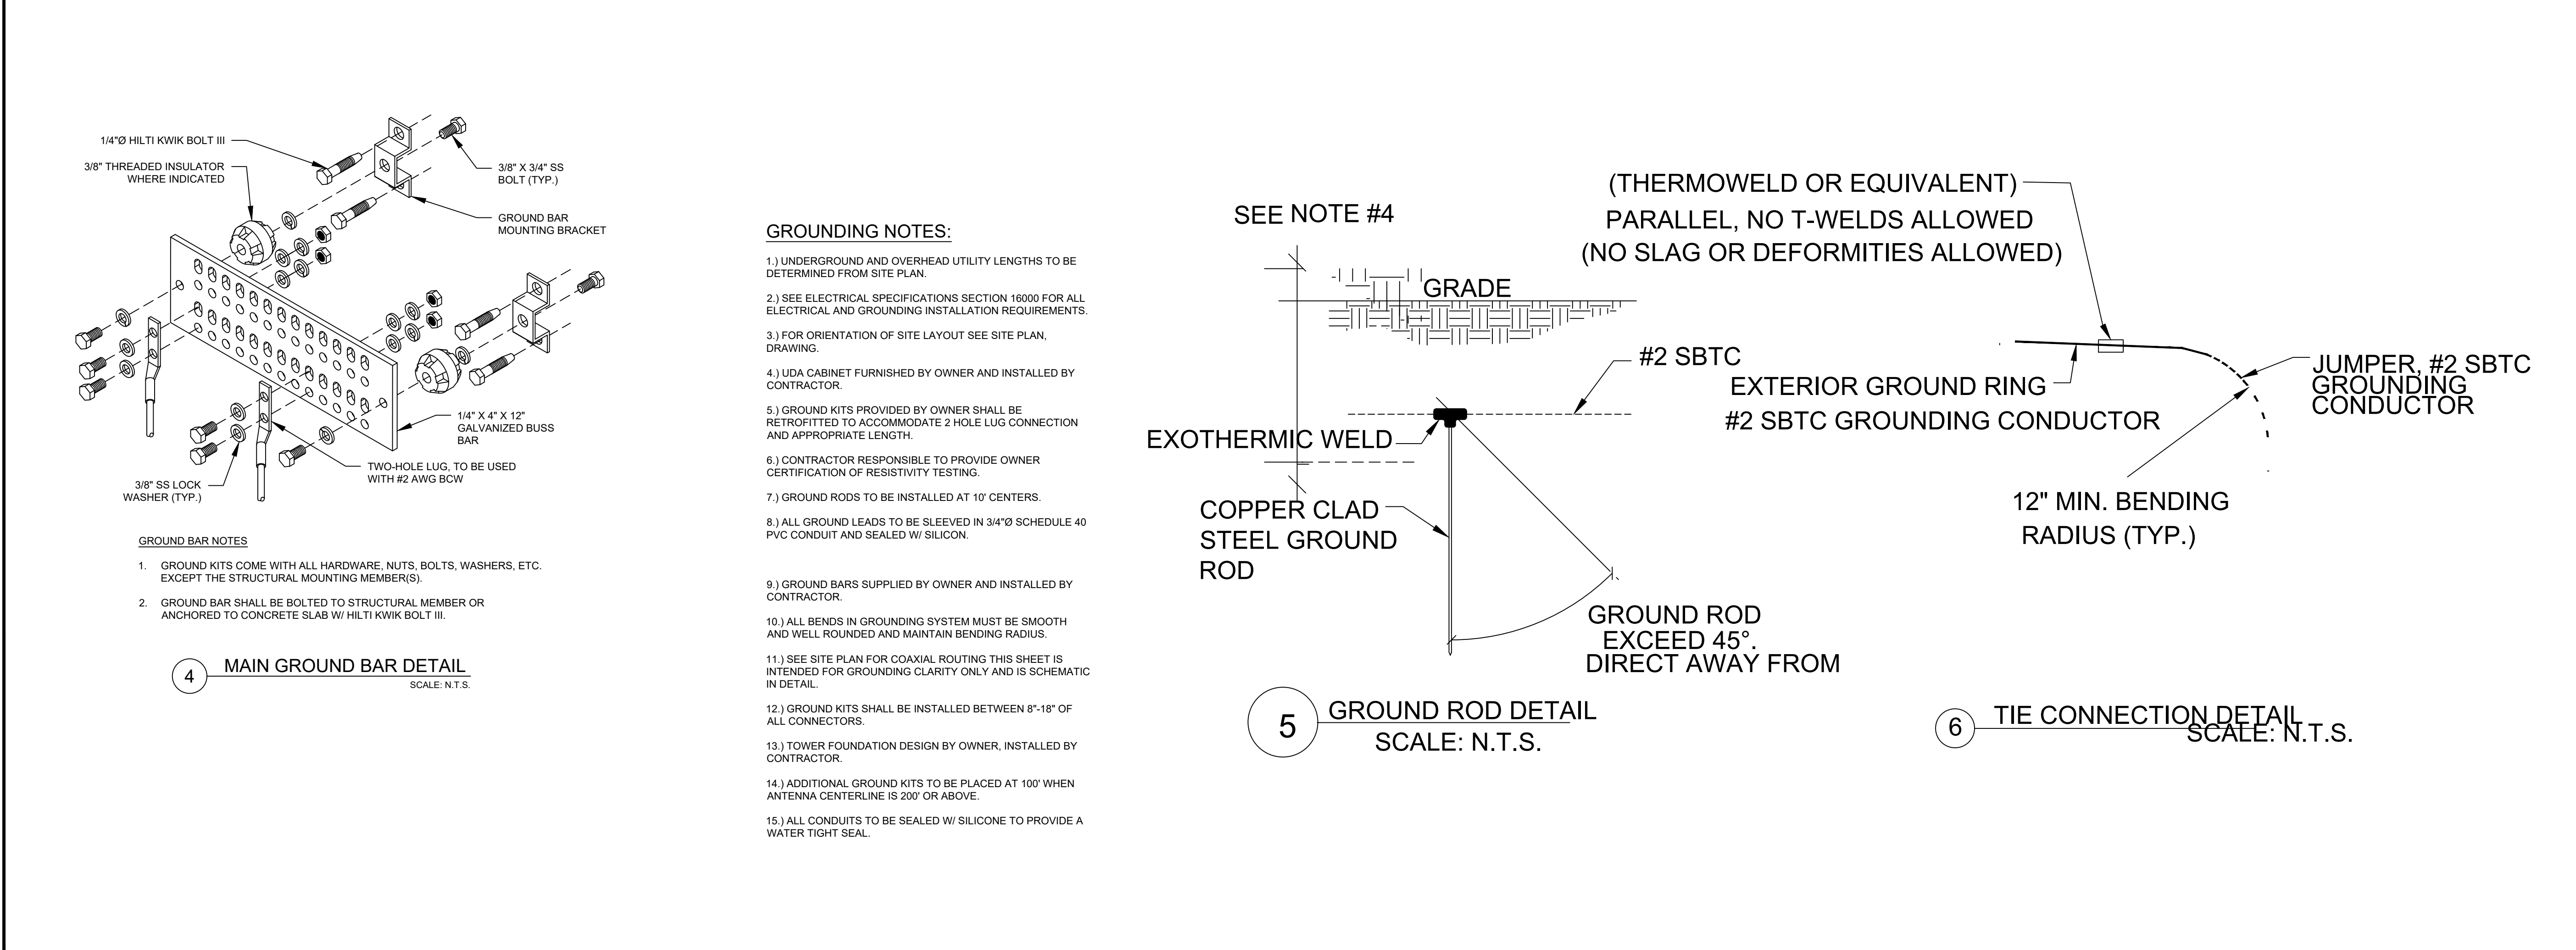 1/4"Ø HILTI KWIK BOLT III
3/8" THREADED INSULATOR
WHERE INDICATED
3/8" X 3/4" SS
BOLT (TYP.)
GROUND BAR
MOUNTING BRACKET
1/4" X 4" X 12"
GALVANIZED BUSS
BAR
TWO-HOLE LUG, TO BE USED
WITH #2 AWG BCW
3/8" SS LOCK
WASHER (TYP.)
GROUND BAR NOTES
1. GROUND KITS COME WITH ALL HARDWARE, NUTS, BOLTS, WASHERS, ETC.
EXCEPT THE STRUCTURAL MOUNTING MEMBER(S).
2. GROUND BAR SHALL BE BOLTED TO STRUCTURAL MEMBER OR
ANCHORED TO CONCRETE SLAB W/ HILTI KWIK BOLT III.
4 MAIN GROUND BAR DETAIL
SCALE: N.T.S.
GROUNDING NOTES:
1.) UNDERGROUND AND OVERHEAD UTILITY LENGTHS TO BE
DETERMINED FROM SITE PLAN.
2.) SEE ELECTRICAL SPECIFICATIONS SECTION 16000 FOR ALL
ELECTRICAL AND GROUNDING INSTALLATION REQUIREMENTS.
3.) FOR ORIENTATION OF SITE LAYOUT SEE SITE PLAN,
DRAWING.
4.) UDA CABINET FURNISHED BY OWNER AND INSTALLED BY
CONTRACTOR.
5.) GROUND KITS PROVIDED BY OWNER SHALL BE
RETROFITTED TO ACCOMMODATE 2 HOLE LUG CONNECTION
AND APPROPRIATE LENGTH.
6.) CONTRACTOR RESPONSIBLE TO PROVIDE OWNER
CERTIFICATION OF RESISTIVITY TESTING.
7.) GROUND RODS TO BE INSTALLED AT 10' CENTERS.
8.) ALL GROUND LEADS TO BE SLEEVED IN 3/4"Ø SCHEDULE 40
PVC CONDUIT AND SEALED W/ SILICON.
9.) GROUND BARS SUPPLIED BY OWNER AND INSTALLED BY
CONTRACTOR.
10.) ALL BENDS IN GROUNDING SYSTEM MUST BE SMOOTH
AND WELL ROUNDED AND MAINTAIN BENDING RADIUS.
11.) SEE SITE PLAN FOR COAXIAL ROUTING THIS SHEET IS
INTENDED FOR GROUNDING CLARITY ONLY AND IS SCHEMATIC
IN DETAIL.
12.) GROUND KITS SHALL BE INSTALLED BETWEEN 8"-18" OF
ALL CONNECTORS.
13.) TOWER FOUNDATION DESIGN BY OWNER, INSTALLED BY
CONTRACTOR.
14.) ADDITIONAL GROUND KITS TO BE PLACED AT 100' WHEN
ANTENNA CENTERLINE IS 200' OR ABOVE.
15.) ALL CONDUITS TO BE SEALED W/ SILICONE TO PROVIDE A
WATER TIGHT SEAL.
SEE NOTE #4
GRADE
#2 SBTC
EXOTHERMIC WELD
COPPER CLAD
STEEL GROUND
ROD
GROUND ROD
EXCEED 45°.
DIRECT AWAY FROM
5 GROUND ROD DETAIL
SCALE: N.T.S.
(THERMOWELD OR EQUIVALENT)
PARALLEL, NO T-WELDS ALLOWED
(NO SLAG OR DEFORMITIES ALLOWED)
EXTERIOR GROUND RING
#2 SBTC GROUNDING CONDUCTOR
JUMPER, #2 SBTC
GROUNDING
CONDUCTOR
12" MIN. BENDING
RADIUS (TYP.)
6 TIE CONNECTION DETAIL
SCALE: N.T.S.